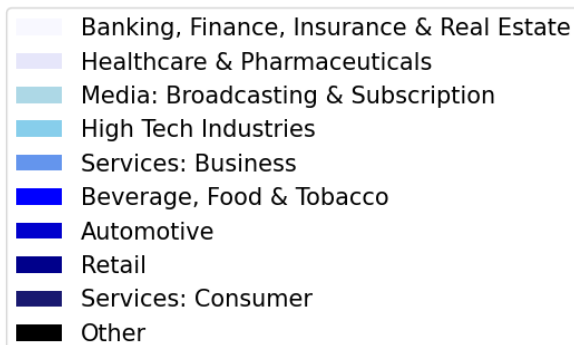 Banking, Finance, Insurance & Real Estate
Healthcare & Pharmaceuticals
Media: Broadcasting & Subscription
High Tech Industries
Services: Business
Beverage, Food & Tobacco
Automotive
Retail
Services: Consumer
Other